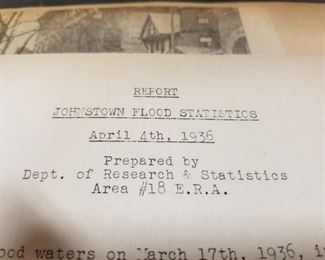 REPORT
JOHNSTOWN FLOOD STATISTICS
April 4th, 1936
Prepared by
Dept. of Research & Statistics
Area #18 E.R.A.
ood waters on March 17th, 1936, i